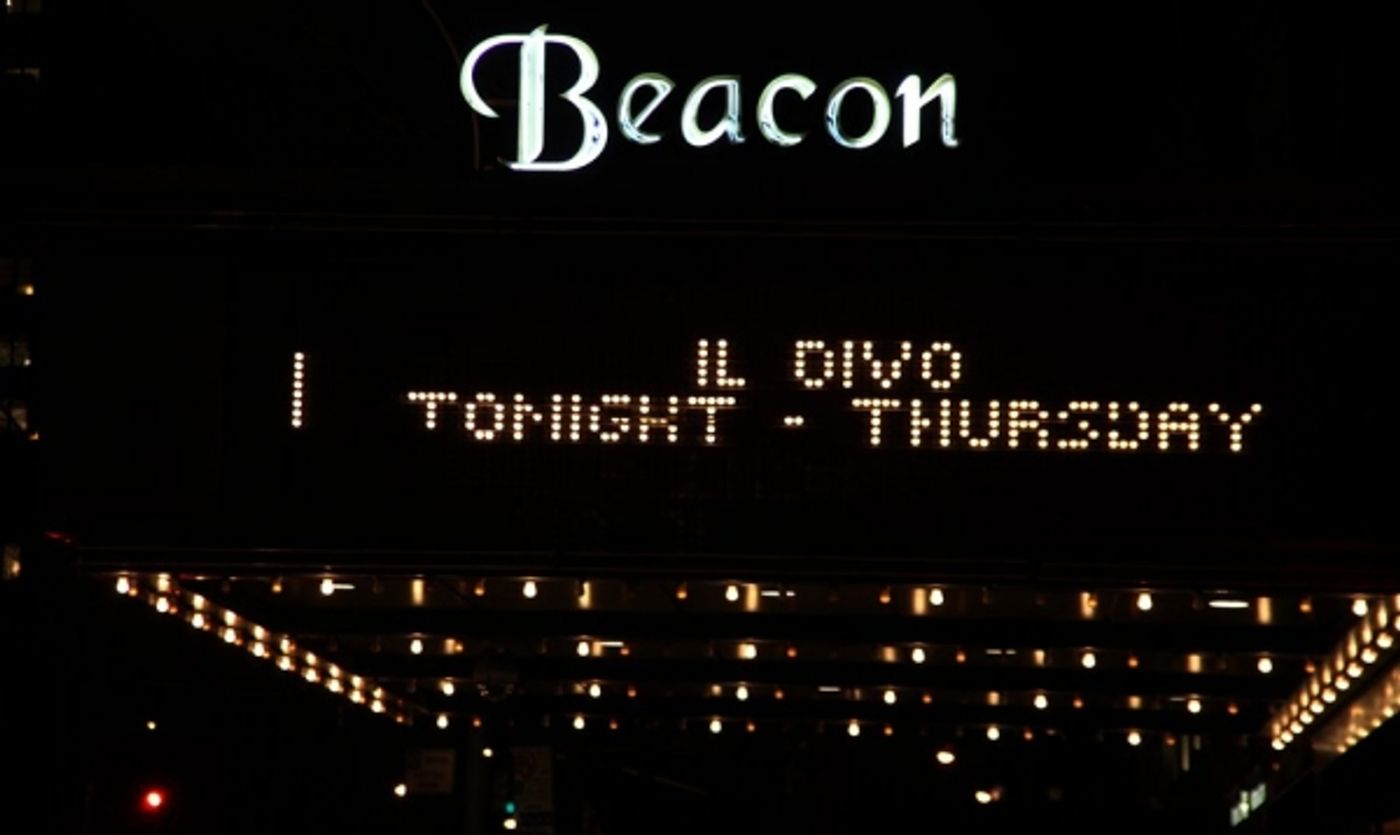 Beacon
IL DIVO
TONIGHT - THURSDAY